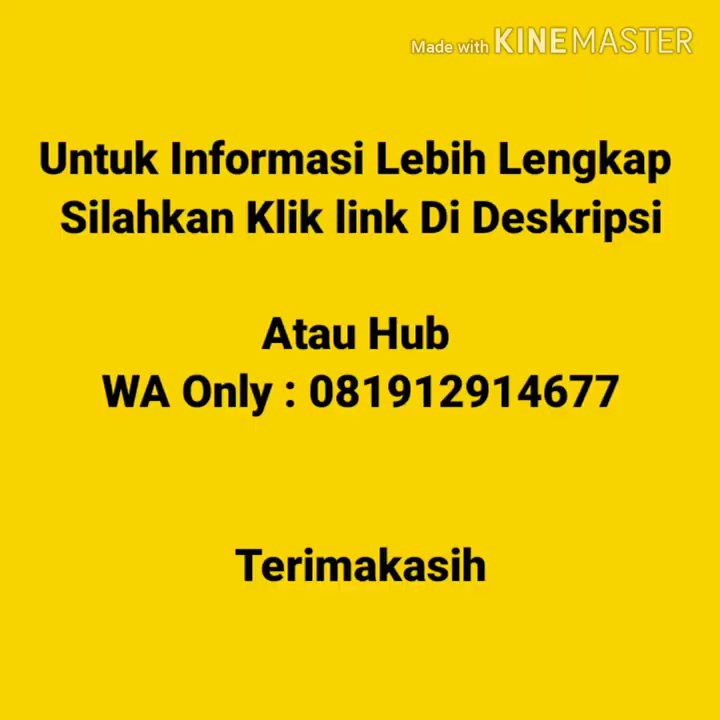 Made with KINEMASTER
Untuk Informasi Lebih Lengkap
Silahkan Klik link Di Deskripsi
Atau Hub
WA Only : 081912914677
Terimakasih